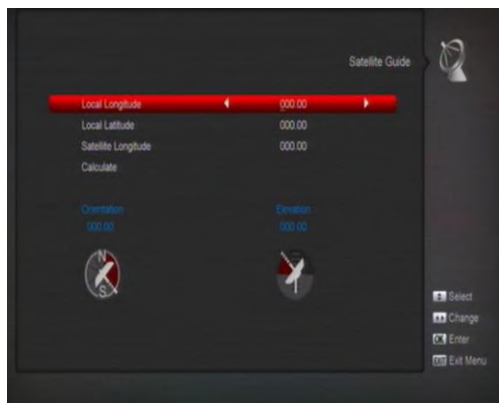 Satellite Guide
Local Longitude 000.00
Local Latitude 000.00
Satellite Longitude 000.00
Calculate
Orientation Elevation
000.00 000.00
N
S
Select
Change
OK Enter
EXIT Exit Menu